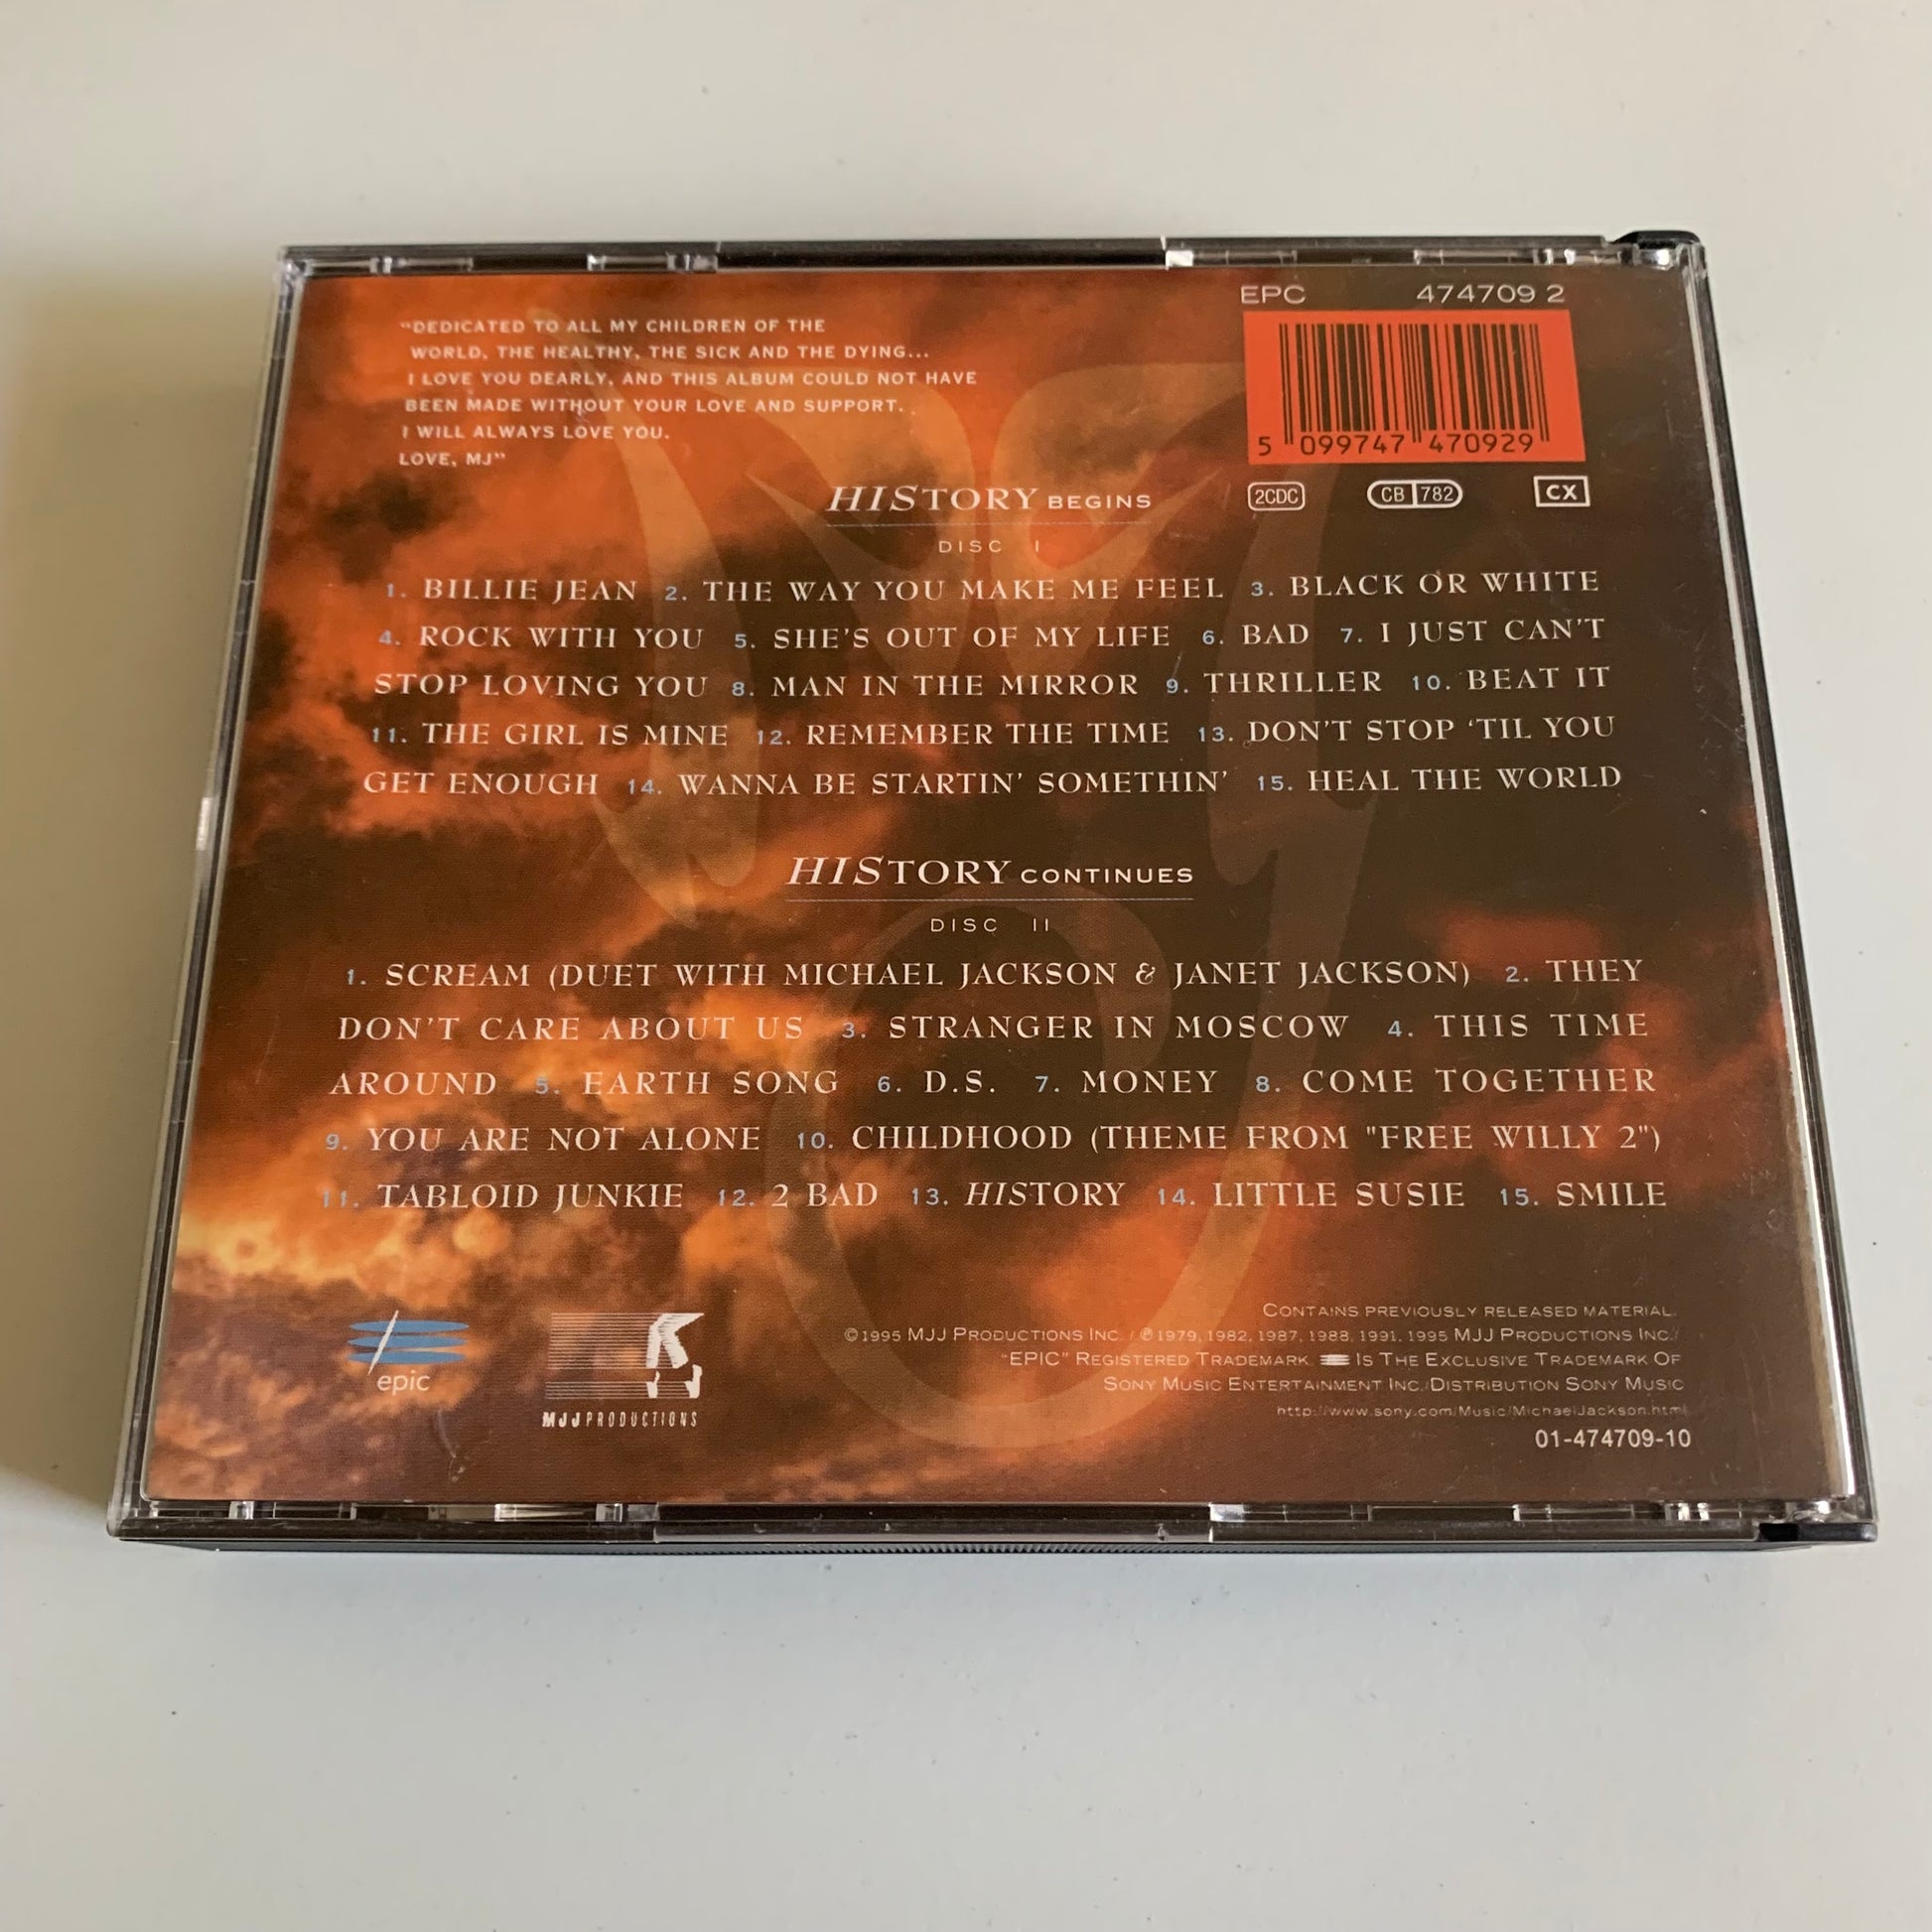 EPC 474709 2
"DEDICATED TO ALL MY CHILDREN OF THE
WORLD, THE HEALTHY, THE SICK AND THE DYING...
I LOVE YOU DEARLY, AND THIS ALBUM COULD NOT HAVE
BEEN MADE WITHOUT YOUR LOVE AND SUPPORT.
I WILL ALWAYS LOVE YOU.
LOVE, MJ"
5 099747 470929
2CDC CB 782 CX
HISTORY BEGINS
DISC I
1. BILLIE JEAN 2. THE WAY YOU MAKE ME FEEL 3. BLACK OR WHITE
4. ROCK WITH YOU 5. SHE'S OUT OF MY LIFE 6. BAD 7. I JUST CAN'T
STOP LOVING YOU 8. MAN IN THE MIRROR 9. THRILLER 10. BEAT IT
11. THE GIRL IS MINE 12. REMEMBER THE TIME 13. DON'T STOP 'TIL YOU
GET ENOUGH 14. WANNA BE STARTIN' SOMETHIN' 15. HEAL THE WORLD
HISTORY CONTINUES
DISC II
1. SCREAM (DUET WITH MICHAEL JACKSON & JANET JACKSON) 2. THEY
DON'T CARE ABOUT US 3. STRANGER IN MOSCOW 4. THIS TIME
AROUND 5. EARTH SONG 6. D.S. 7. MONEY 8. COME TOGETHER
9. YOU ARE NOT ALONE 10. CHILDHOOD (THEME FROM "FREE WILLY 2")
11. TABLOID JUNKIE 12. 2 BAD 13. HISTORY 14. LITTLE SUSIE 15. SMILE
epic
MJJ PRODUCTIONS
CONTAINS PREVIOUSLY RELEASED MATERIAL.
©1995 MJJ PRODUCTIONS INC. / ℗1979, 1982, 1987, 1988, 1991, 1995 MJJ PRODUCTIONS INC./
"EPIC" REGISTERED TRADEMARK. IS THE EXCLUSIVE TRADEMARK OF
SONY MUSIC ENTERTAINMENT INC./DISTRIBUTION SONY MUSIC
http://www.sony.com/Music/MichaelJackson.html
01-474709-10